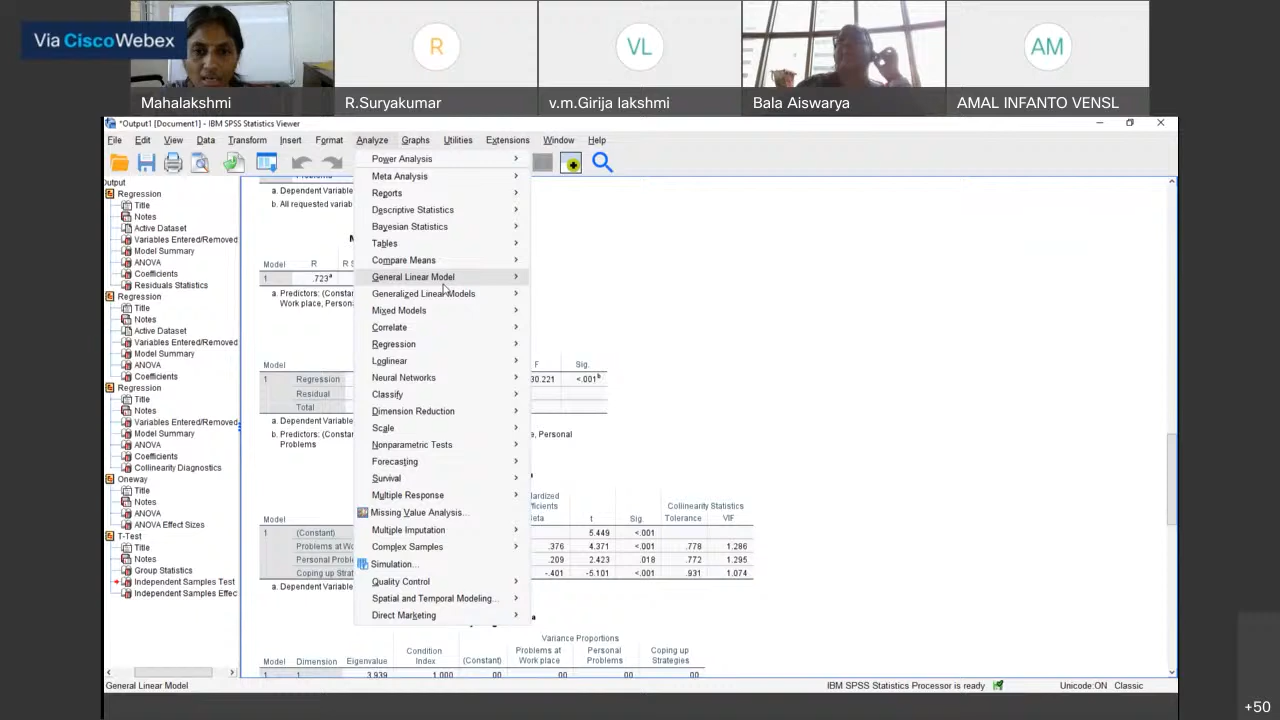 Via CiscoWebex
R
VL
AM
Mahalakshmi
R.Suryakumar
v.m.Girija lakshmi
Bala Aiswarya
AMAL INFANTO VENSL
*Output1 [Document1] - IBM SPSS Statistics Viewer
File Edit View Data Transform Insert Format Analyze Graphs Utilities Extensions Window Help
Output
Regression
Title
Notes
Active Dataset
Variables Entered/Removed
Model Summary
ANOVA
Coefficients
Residuals Statistics
Regression
Title
Notes
Active Dataset
Variables Entered/Removed
Model Summary
ANOVA
Coefficients
Regression
Title
Notes
Variables Entered/Removed
Model Summary
ANOVA
Coefficients
Collinearity Diagnostics
Oneway
Title
Notes
ANOVA
ANOVA Effect Sizes
T-Test
Title
Notes
Group Statistics
Independent Samples Test
Independent Samples Effec
Power Analysis
Meta Analysis
Reports
Descriptive Statistics
Bayesian Statistics
Tables
Compare Means
General Linear Model
Generalized Linear Models
Mixed Models
Correlate
Regression
Loglinear
Neural Networks
Classify
Dimension Reduction
Scale
Nonparametric Tests
Forecasting
Survival
Multiple Response
Missing Value Analysis...
Multiple Imputation
Complex Samples
Simulation...
Quality Control
Spatial and Temporal Modeling...
Direct Marketing
a. Dependent Variable
b. All requested variab
Model R R S
1 .723a
a. Predictors: (Constan
Work place, Persona
Model F Sig.
1 Regression 30.221 <.001b
Residual
Total
a. Dependent Variable
b. Predictors: (Constan e, Personal
Problems
Collinearity Statistics
Model Beta t Sig. Tolerance VIF
1 (Constant) 5.449 <.001
Problems at Wo .376 4.371 <.001 .778 1.286
Personal Proble .209 2.423 .018 .772 1.295
Coping up Strat -.401 -5.101 <.001 .931 1.074
a. Dependent Variable
Variance Proportions
Model Dimension Eigenvalue Condition Index (Constant) Problems at Work place Personal Problems Coping up Strategies
1 1 3.939 1.000 .00 .00 .00 .00
General Linear Model
IBM SPSS Statistics Processor is ready
Unicode:ON Classic
+50